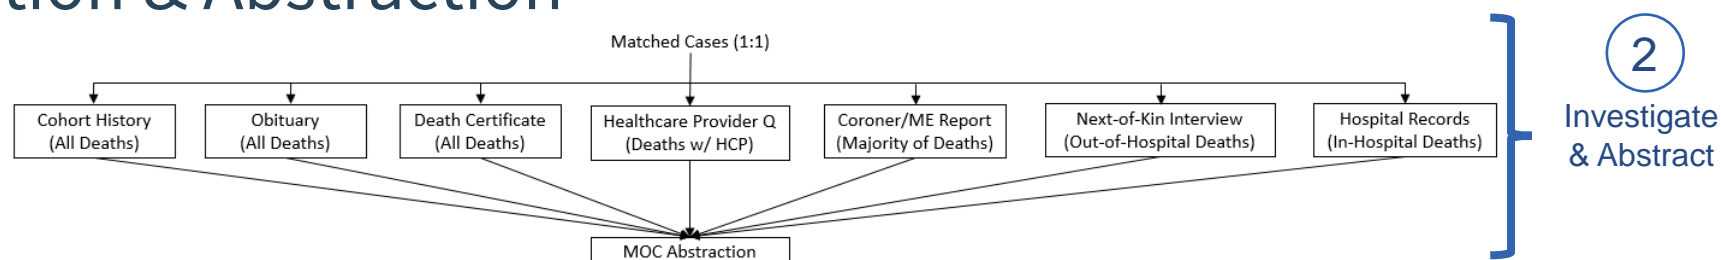 tion & Abstraction
Matched Cases (1:1)
Cohort History
(All Deaths)
Obituary
(All Deaths)
Death Certificate
(All Deaths)
Healthcare Provider Q
(Deaths w/ HCP)
Coroner/ME Report
(Majority of Deaths)
Next-of-Kin Interview
(Out-of-Hospital Deaths)
Hospital Records
(In-Hospital Deaths)
MOC Abstraction
2
Investigate
& Abstract